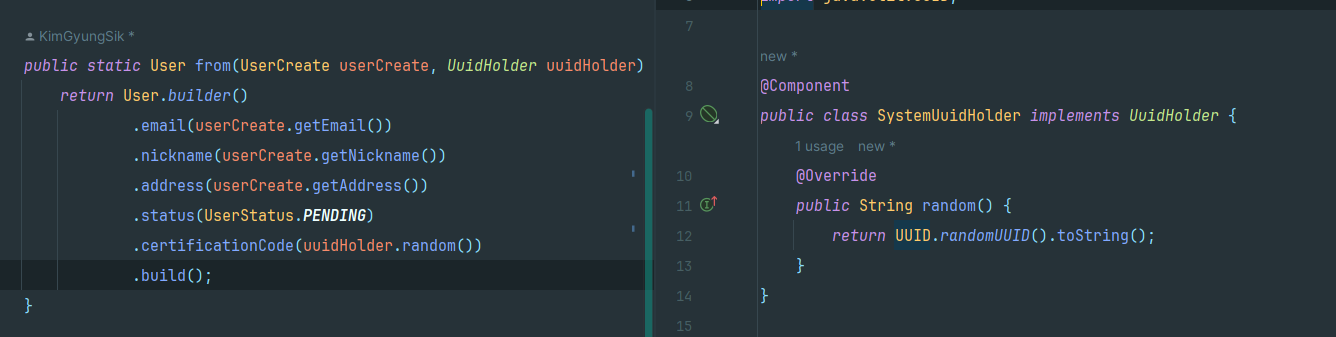 KimGyungSik *
public static User from(UserCreate userCreate, UuidHolder uuidHolder)
return User.builder()
.email(userCreate.getEmail())
.nickname(userCreate.getNickname())
.address(userCreate.getAddress())
.status(UserStatus.PENDING)
.certificationCode(uuidHolder.random())
.build();
}
7
new *
8 @Component
9 public class SystemUuidHolder implements UuidHolder {
1 usage new *
10 @Override
11 public String random() {
12 return UUID.randomUUID().toString();
13 }
14 }
15